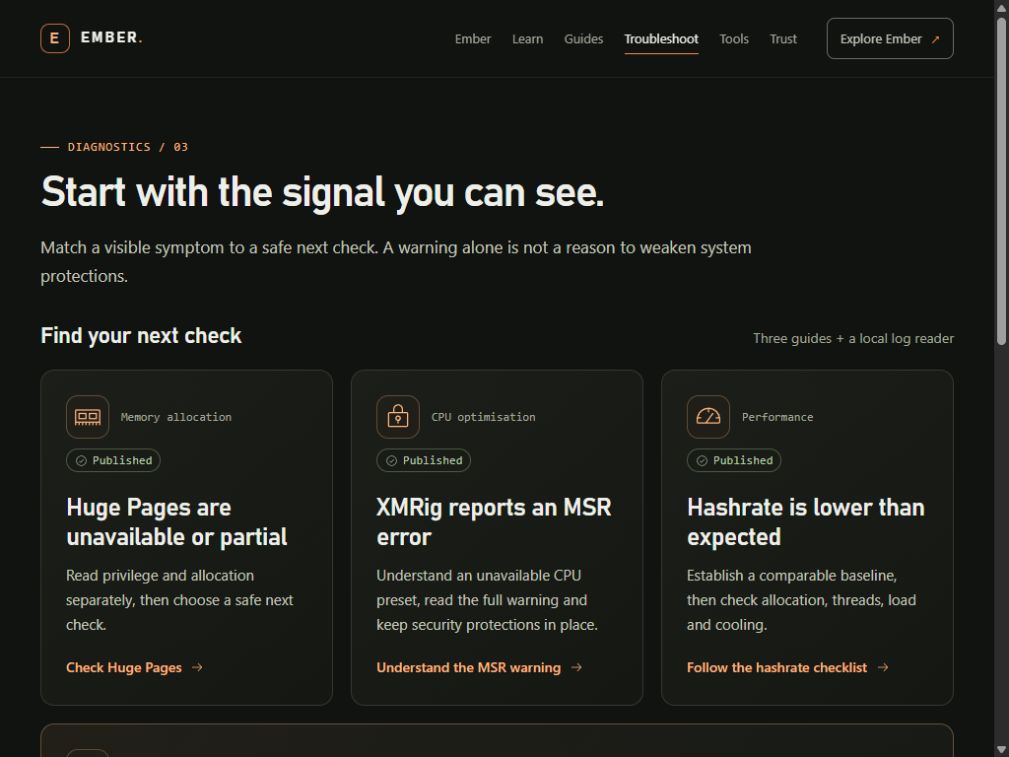 E EMBER.
Ember Learn Guides Troubleshoot Tools Trust Explore Ember ↗
DIAGNOSTICS / 03
Start with the signal you can see.
Match a visible symptom to a safe next check. A warning alone is not a reason to weaken system
protections.
Find your next check
Three guides + a local log reader
Memory allocation
Published
Huge Pages are
unavailable or partial
Read privilege and allocation
separately, then choose a safe next
check.
Check Huge Pages →
CPU optimisation
Published
XMRig reports an MSR
error
Understand an unavailable CPU
preset, read the full warning and
keep security protections in place.
Understand the MSR warning →
Performance
Published
Hashrate is lower than
expected
Establish a comparable baseline,
then check allocation, threads, load
and cooling.
Follow the hashrate checklist →